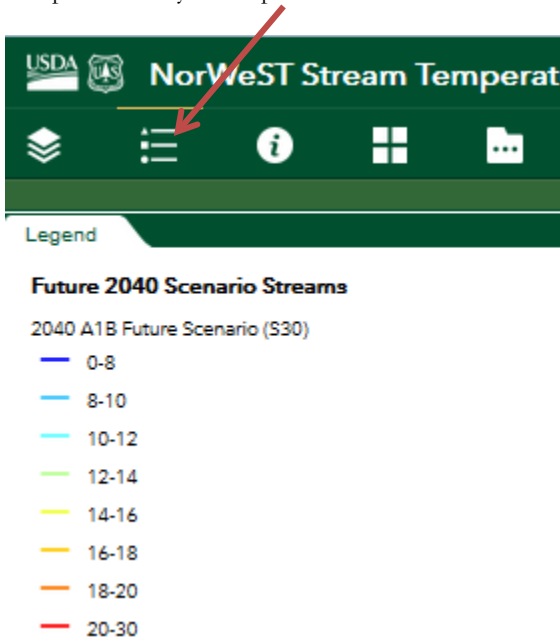 USDA NorWeST Stream Temperat
Legend
Future 2040 Scenario Streams
2040 A1B Future Scenario (S30)
0-8
8-10
10-12
12-14
14-16
16-18
18-20
20-30